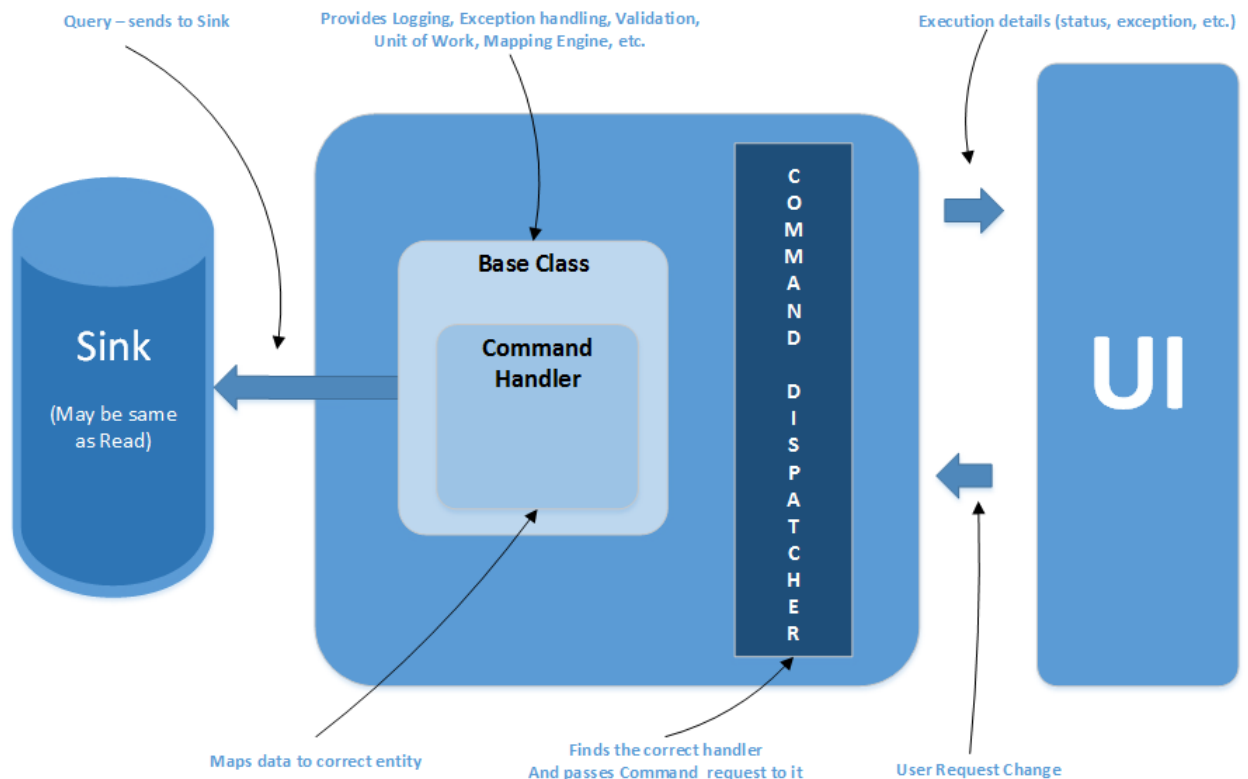 Query – sends to Sink
Provides Logging, Exception handling, Validation,
Unit of Work, Mapping Engine, etc.
Execution details (status, exception, etc.)
Sink
(May be same
as Read)
Base Class
Command
Handler
COMMAND DISPATCHER
UI
Maps data to correct entity
Finds the correct handler
And passes Command request to it
User Request Change